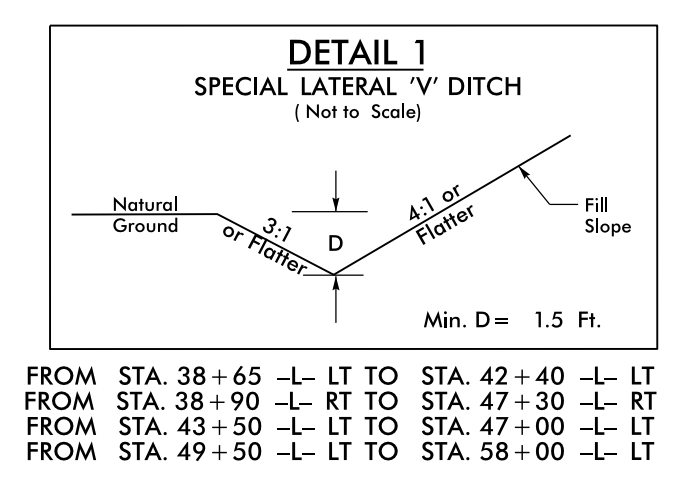 DETAIL 1
SPECIAL LATERAL 'V' DITCH
( Not to Scale)
Natural
Ground
3:1
or Flatter
D
4:1 or
Flatter
Fill
Slope
Min. D= 1.5 Ft.
FROM STA. 38+65 -L- LT TO STA. 42+40 -L- LT
FROM STA. 38+90 -L- RT TO STA. 47+30 -L- RT
FROM STA. 43+50 -L- LT TO STA. 47+00 -L- LT
FROM STA. 49+50 -L- LT TO STA. 58+00 -L- LT